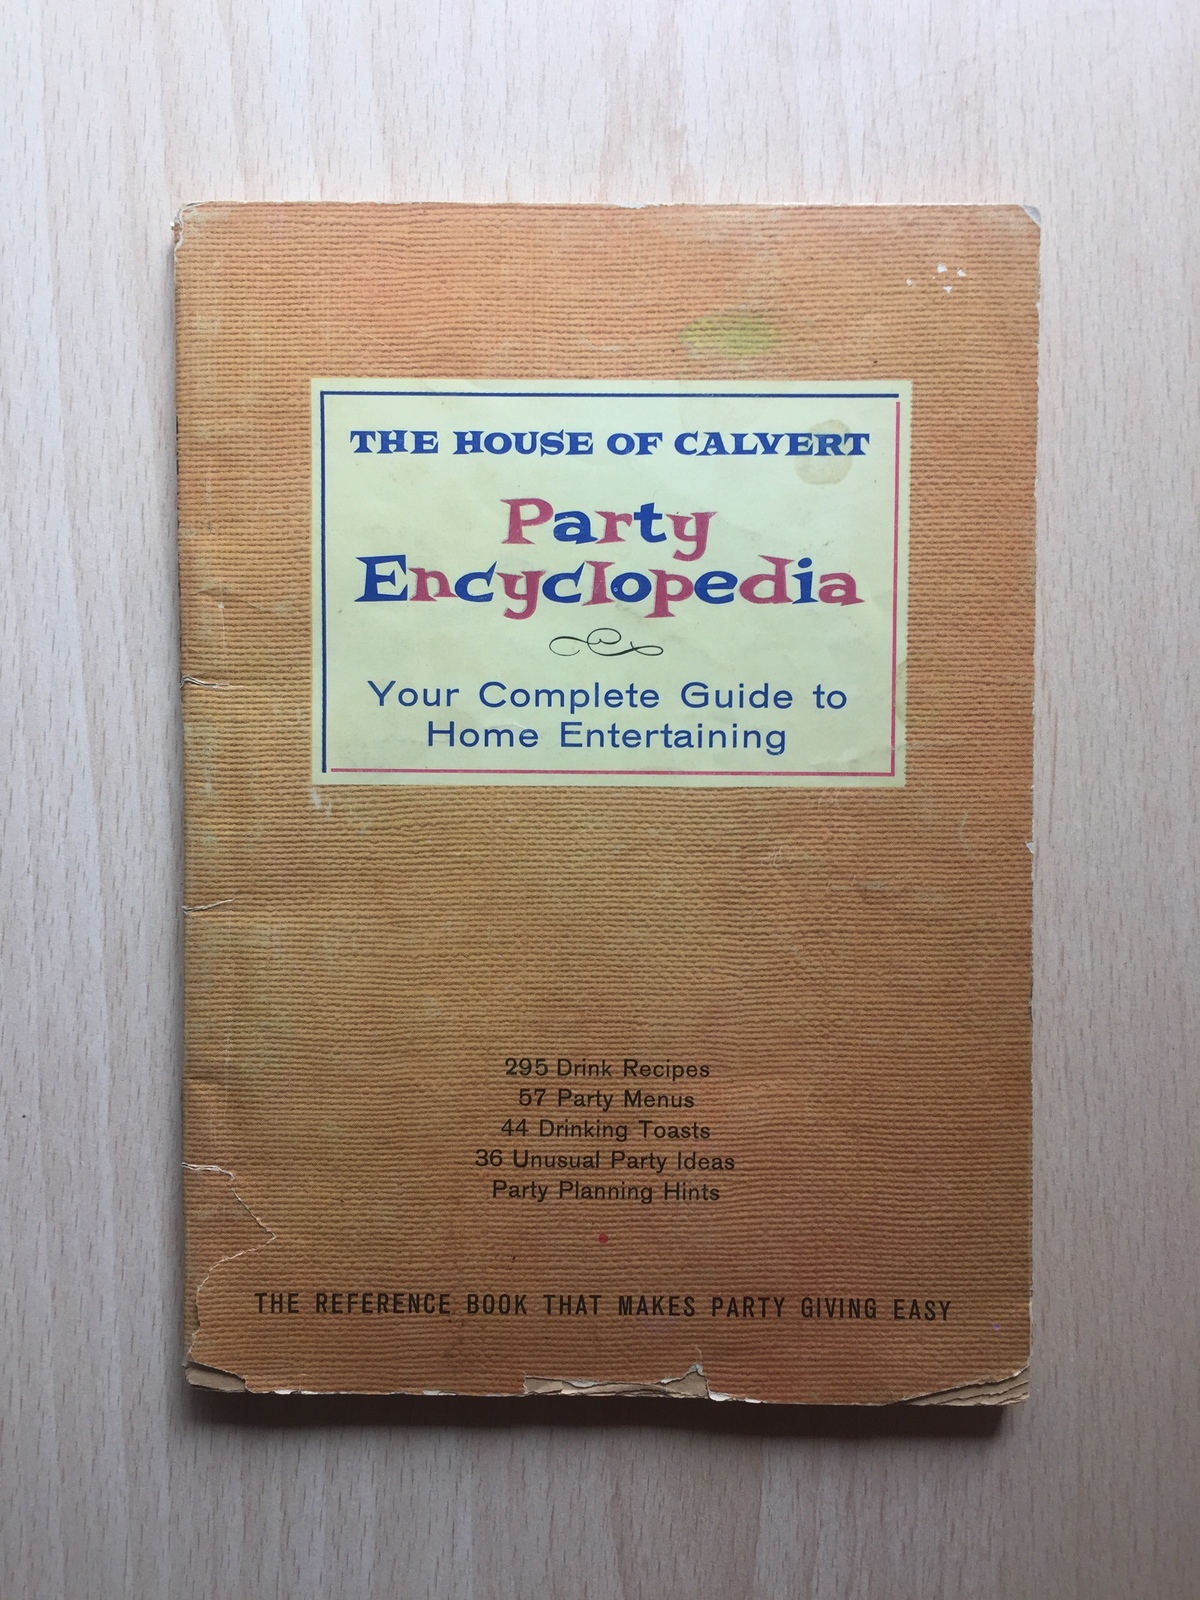 THE HOUSE OF CALVERT
Party
Encyclopedia
Your Complete Guide to
Home Entertaining
295 Drink Recipes
57 Party Menus
44 Drinking Toasts
36 Unusual Party Ideas
Party Planning Hints
THE REFERENCE BOOK THAT MAKES PARTY GIVING EASY